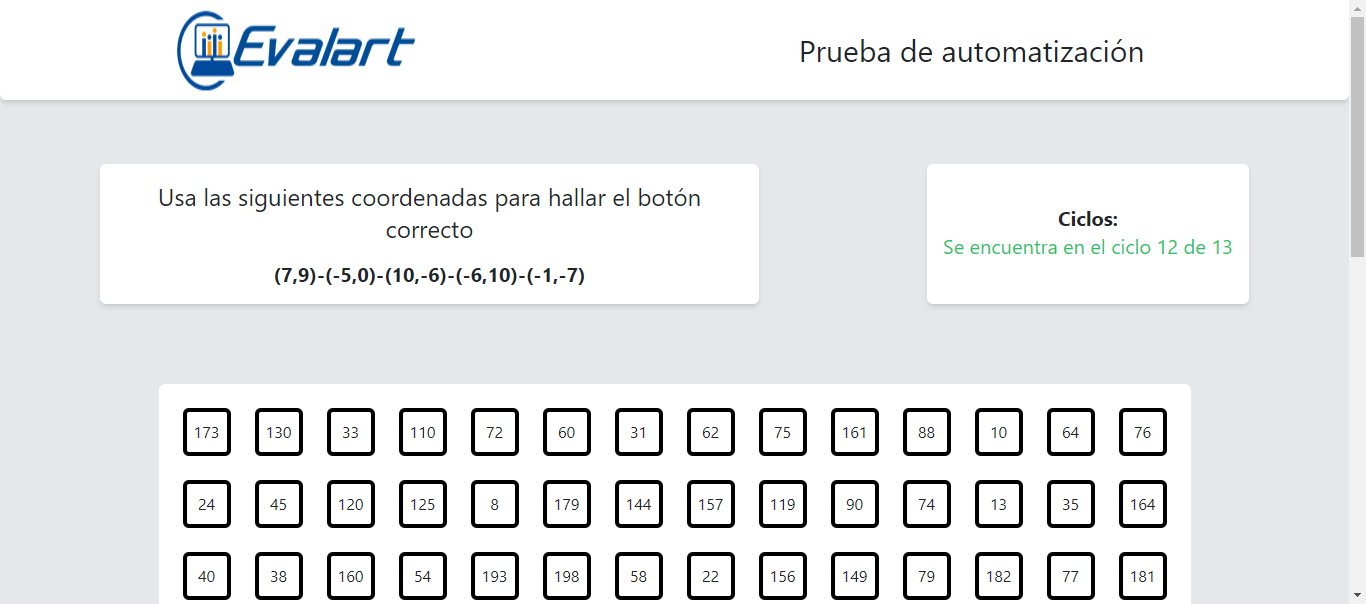 Evalart
Prueba de automatización
Usa las siguientes coordenadas para hallar el botón
correcto
(7,9)-(-5,0)-(10,-6)-(-6,10)-(-1,-7)
Ciclos:
Se encuentra en el ciclo 12 de 13
173 130 33 110 72 60 31 62 75 161 88 10 64 76
24 45 120 125 8 179 144 157 119 90 74 13 35 164
40 38 160 54 193 198 58 22 156 149 79 182 77 181